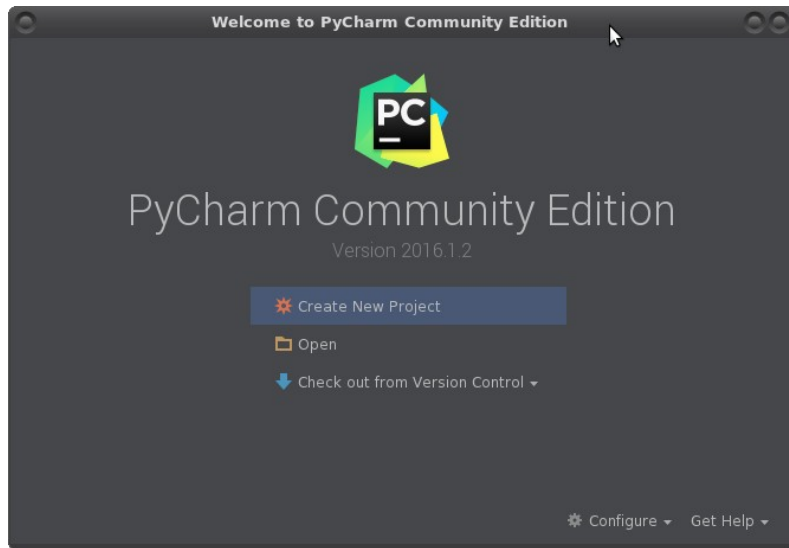 Welcome to PyCharm Community Edition
PC
PyCharm Community Edition
Version 2016.1.2
Create New Project
Open
Check out from Version Control
Configure Get Help